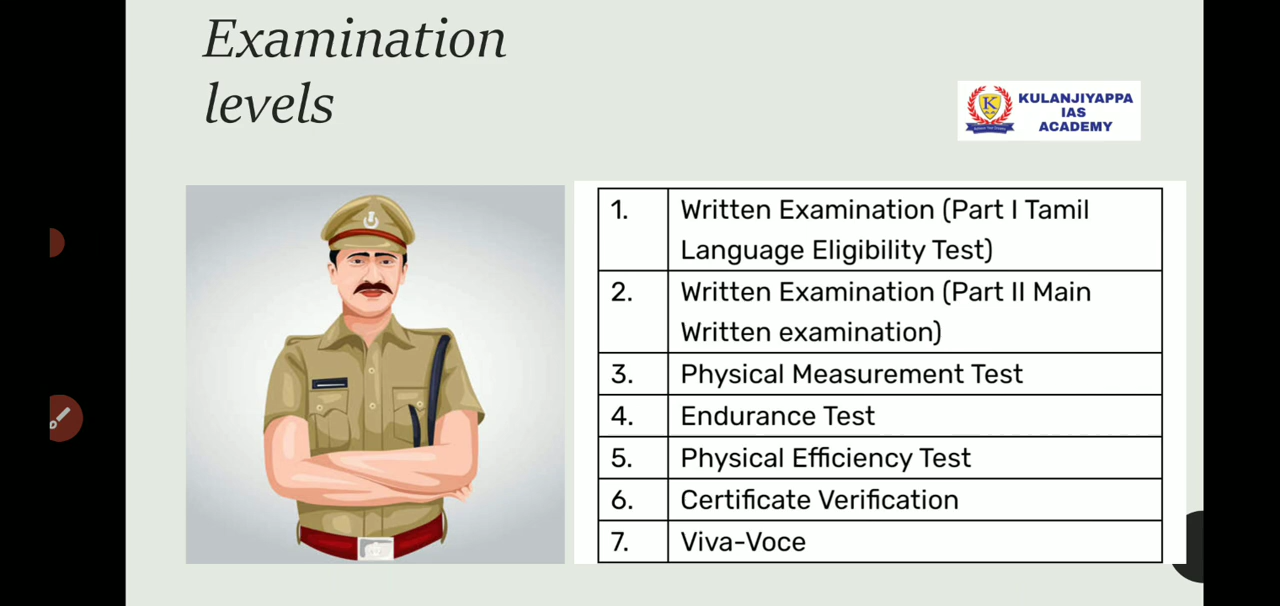 Examination
levels
KULANJIYAPPA
IAS
ACADEMY
K
1. Written Examination (Part I Tamil
Language Eligibility Test)
2. Written Examination (Part II Main
Written examination)
3. Physical Measurement Test
4. Endurance Test
5. Physical Efficiency Test
6. Certificate Verification
7. Viva-Voce